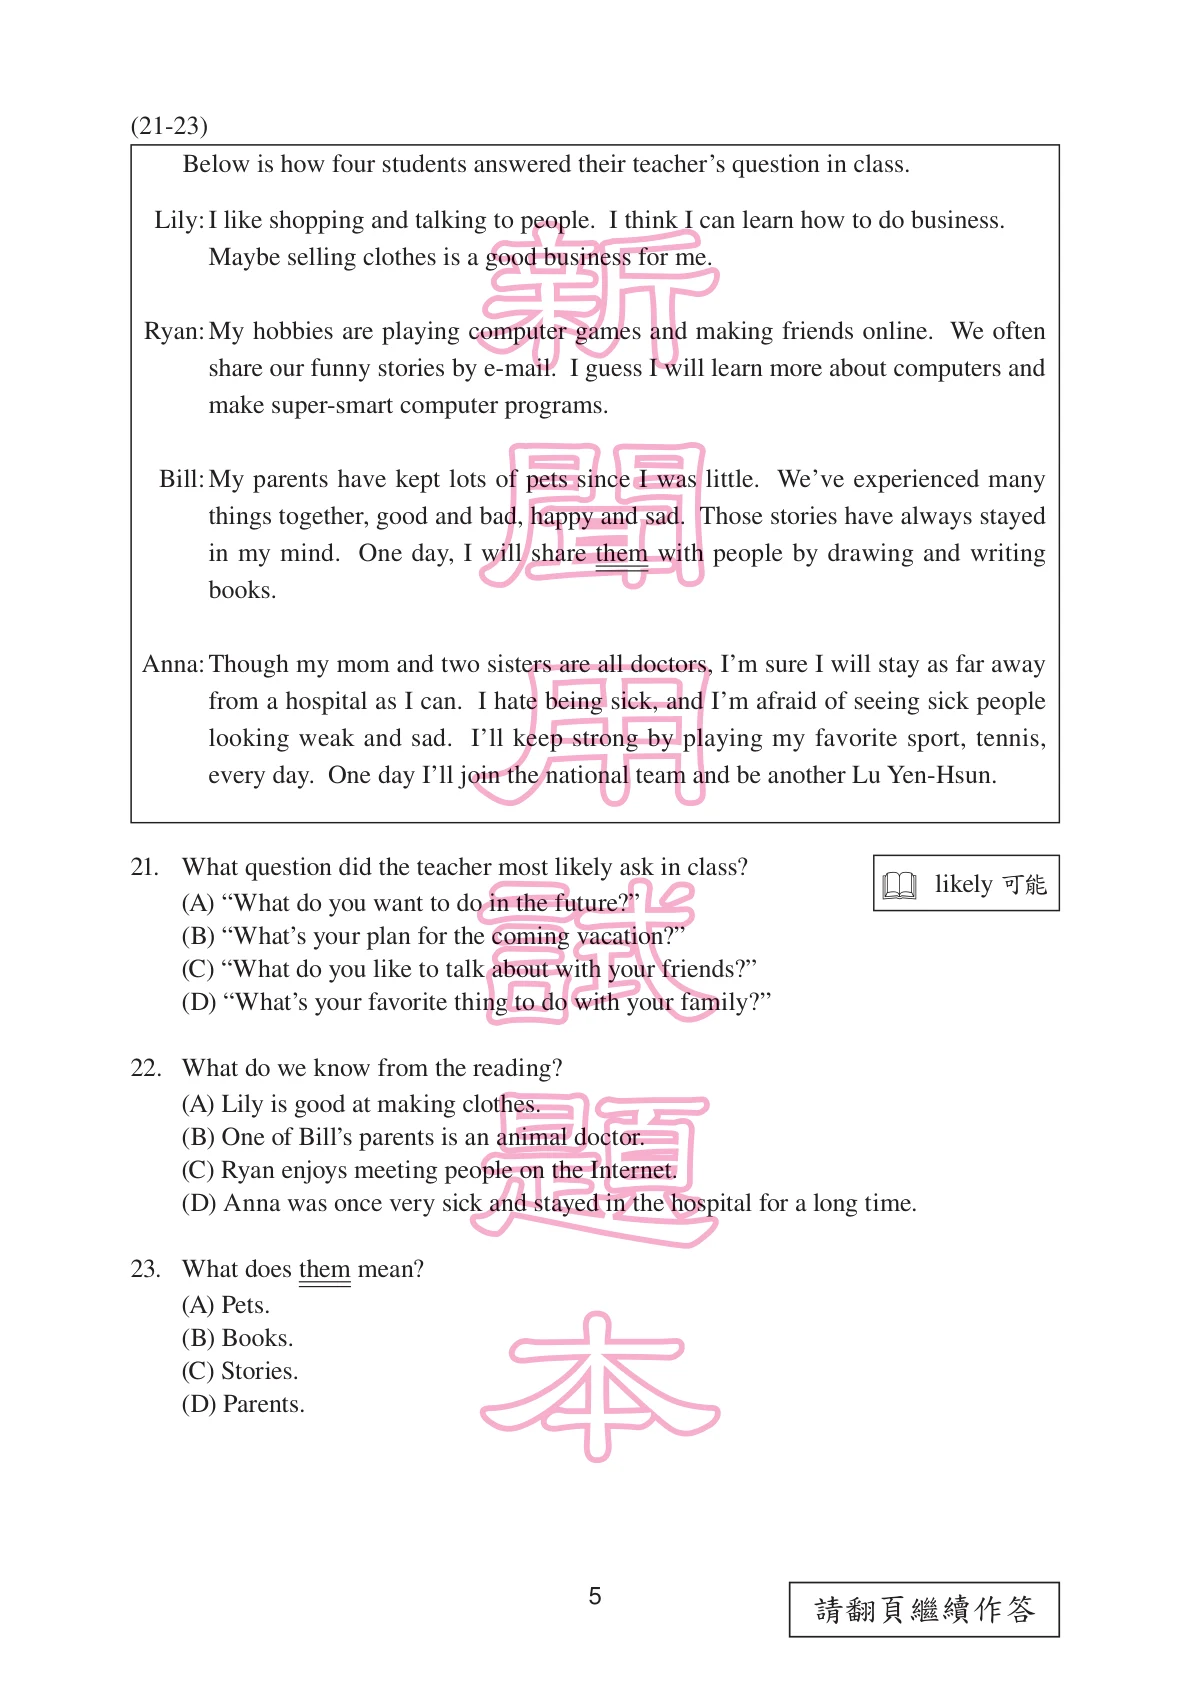 (21-23)
Below is how four students answered their teacher’s question in class.
Lily: I like shopping and talking to people. I think I can learn how to do business.
Maybe selling clothes is a good business for me.
Ryan: My hobbies are playing computer games and making friends online. We often
share our funny stories by e-mail. I guess I will learn more about computers and
make super-smart computer programs.
Bill: My parents have kept lots of pets since I was little. We’ve experienced many
things together, good and bad, happy and sad. Those stories have always stayed
in my mind. One day, I will share them with people by drawing and writing
books.
Anna: Though my mom and two sisters are all doctors, I’m sure I will stay as far away
from a hospital as I can. I hate being sick, and I’m afraid of seeing sick people
looking weak and sad. I’ll keep strong by playing my favorite sport, tennis,
every day. One day I’ll join the national team and be another Lu Yen-Hsun.
21. What question did the teacher most likely ask in class?
likely 可能
(A) “What do you want to do in the future?”
(B) “What’s your plan for the coming vacation?”
(C) “What do you like to talk about with your friends?”
(D) “What’s your favorite thing to do with your family?”
22. What do we know from the reading?
(A) Lily is good at making clothes.
(B) One of Bill’s parents is an animal doctor.
(C) Ryan enjoys meeting people on the Internet.
(D) Anna was once very sick and stayed in the hospital for a long time.
23. What does them mean?
(A) Pets.
(B) Books.
(C) Stories.
(D) Parents.
5
請翻頁繼續作答
新聞用試題本